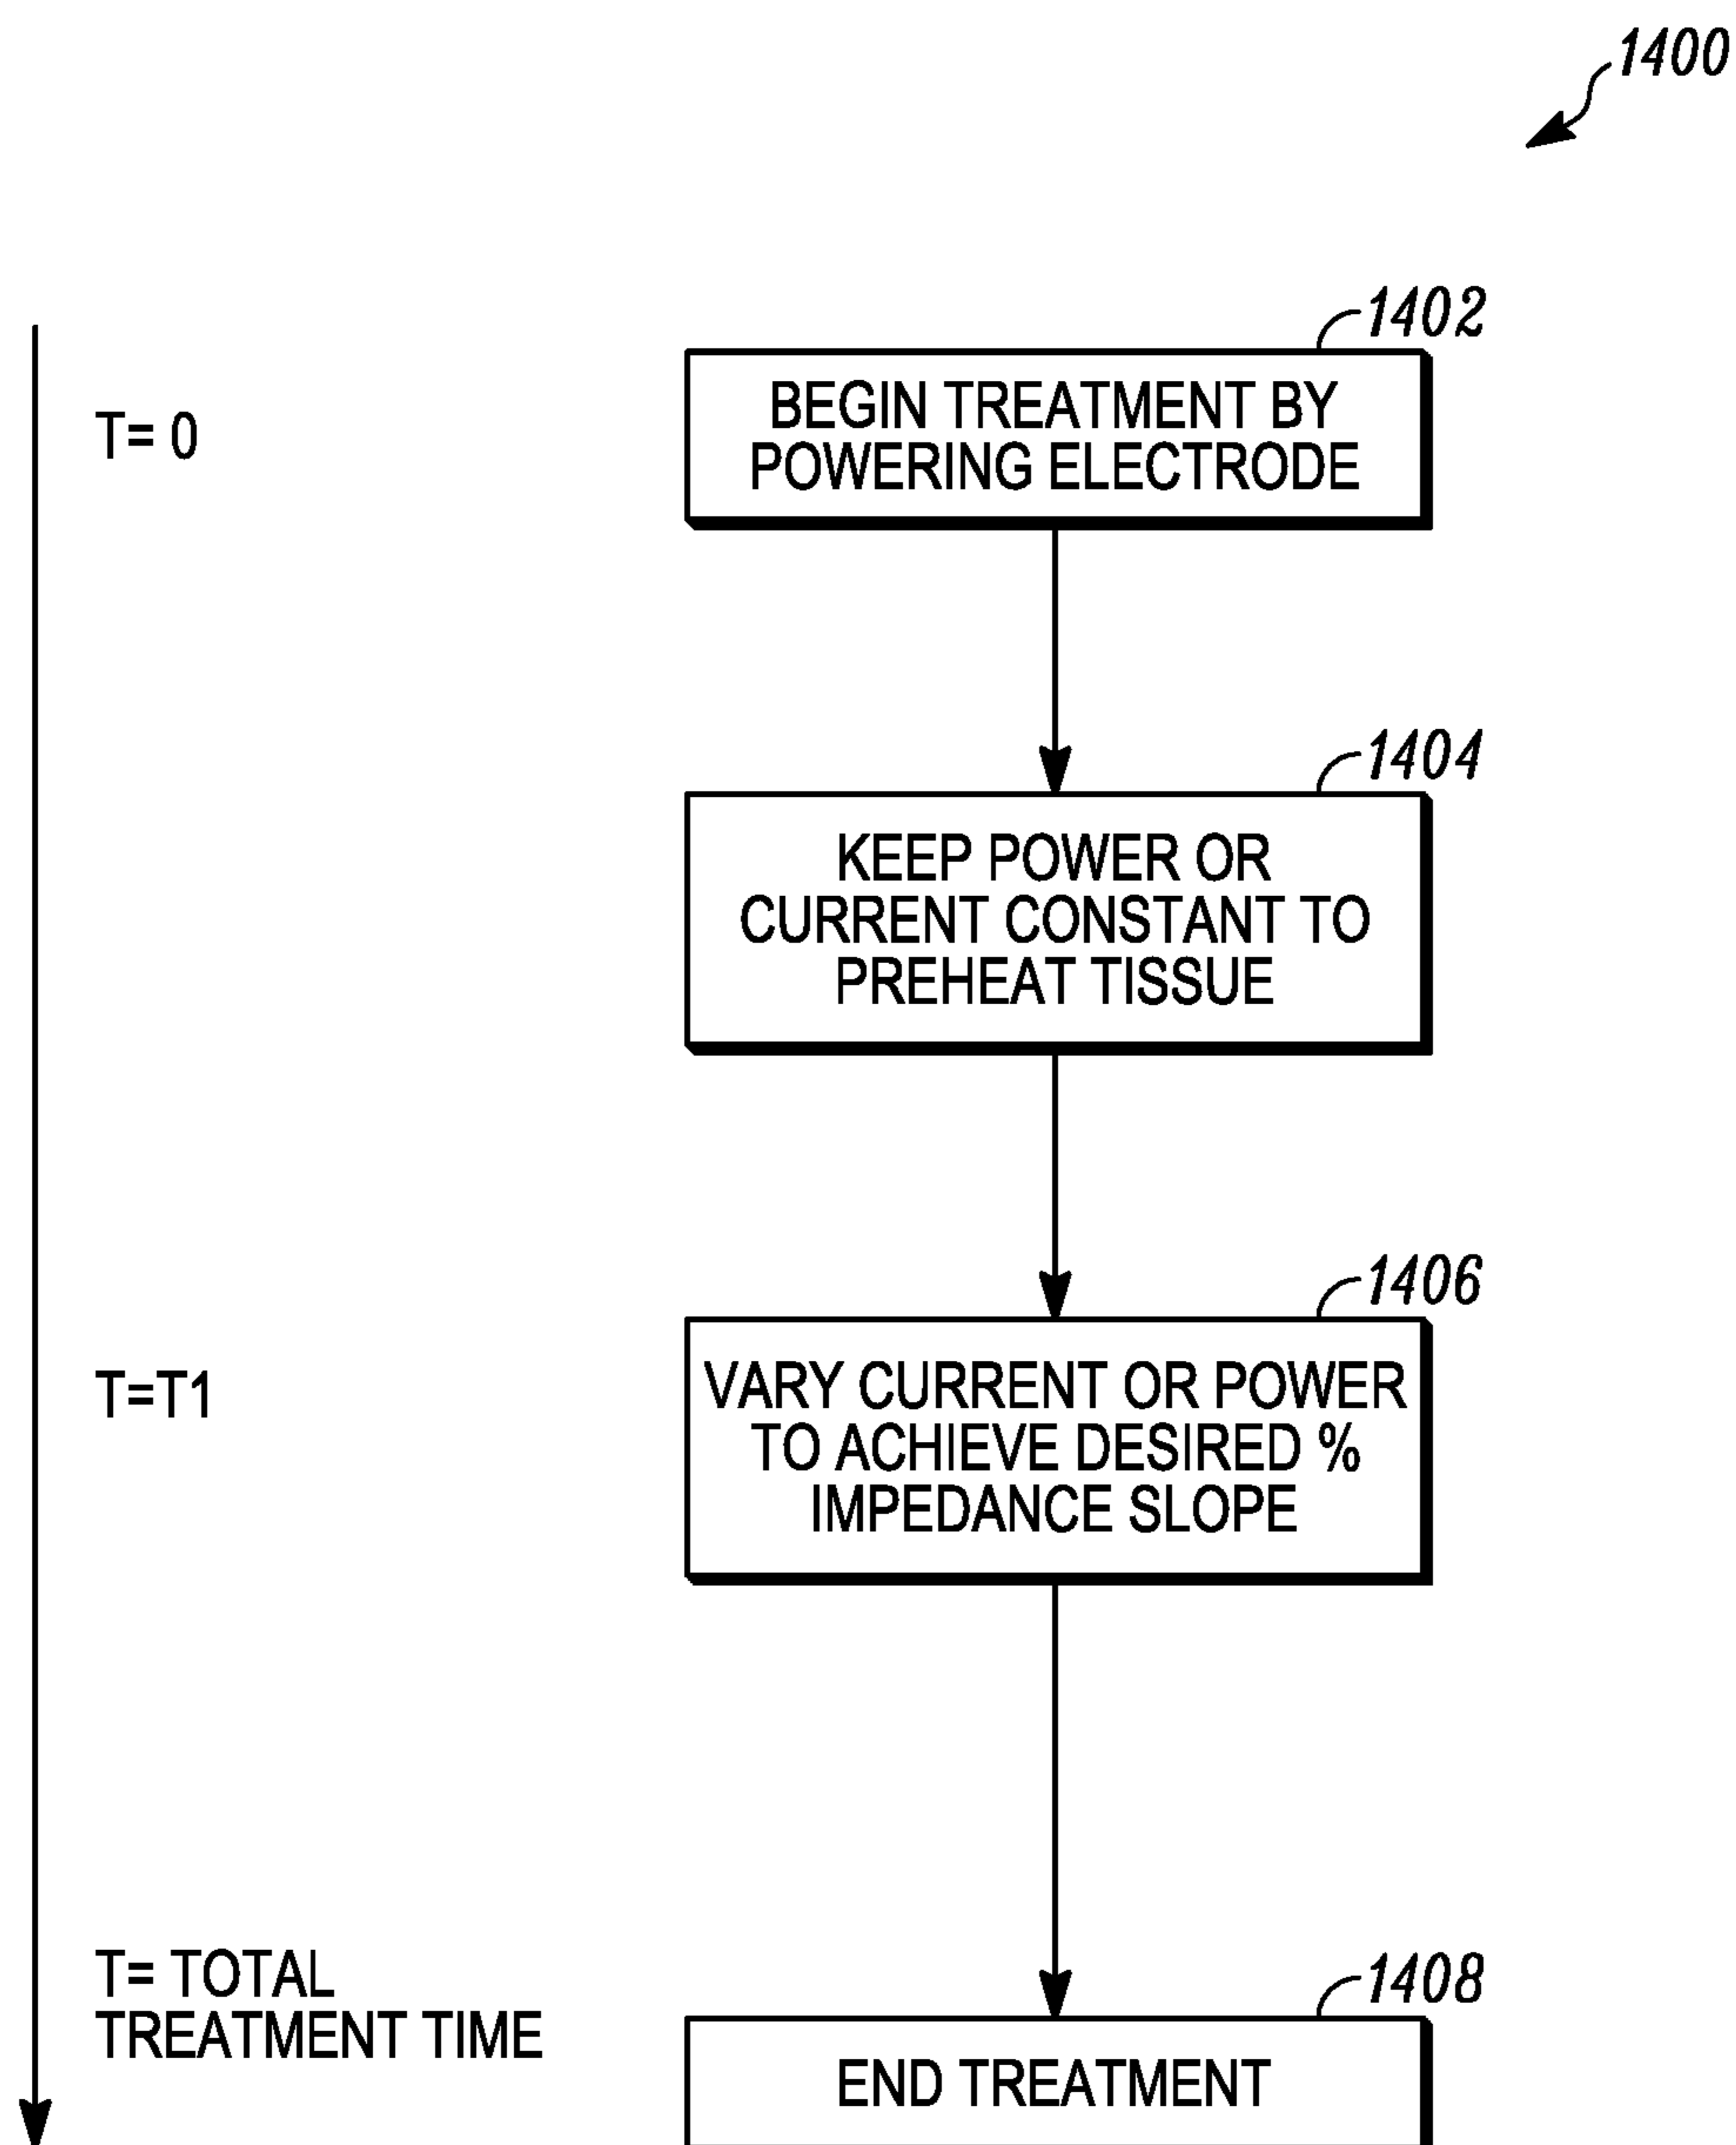 1400
1402
T= 0
BEGIN TREATMENT BY
POWERING ELECTRODE
1404
KEEP POWER OR
CURRENT CONSTANT TO
PREHEAT TISSUE
1406
T=T1
VARY CURRENT OR POWER
TO ACHIEVE DESIRED %
IMPEDANCE SLOPE
T= TOTAL
TREATMENT TIME
1408
END TREATMENT